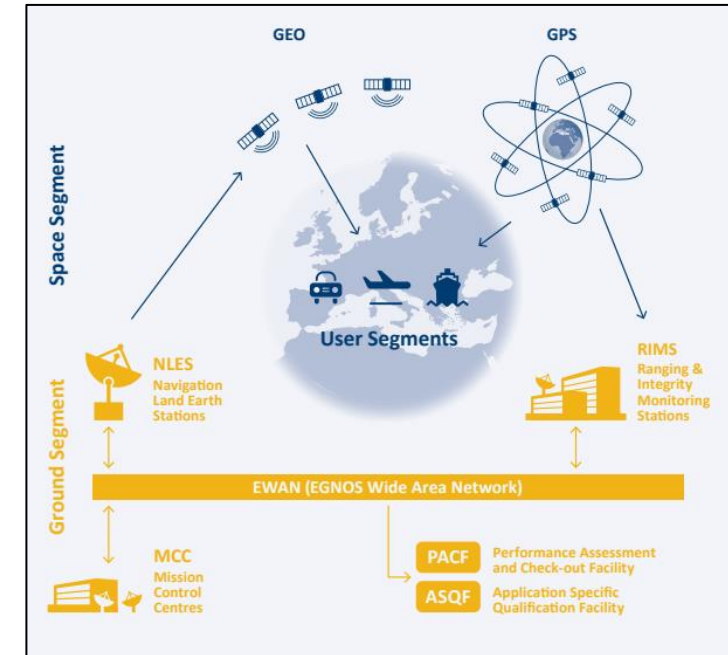 GEO
GPS
Space Segment
User Segments
Ground Segment
NLES
Navigation
Land Earth
Stations
RIMS
Ranging &
Integrity
Monitoring
Stations
EWAN (EGNOS Wide Area Network)
MCC
Mission
Control
Centres
PACF
Performance Assessment
and Check-out Facility
ASQF
Application Specific
Qualification Facility